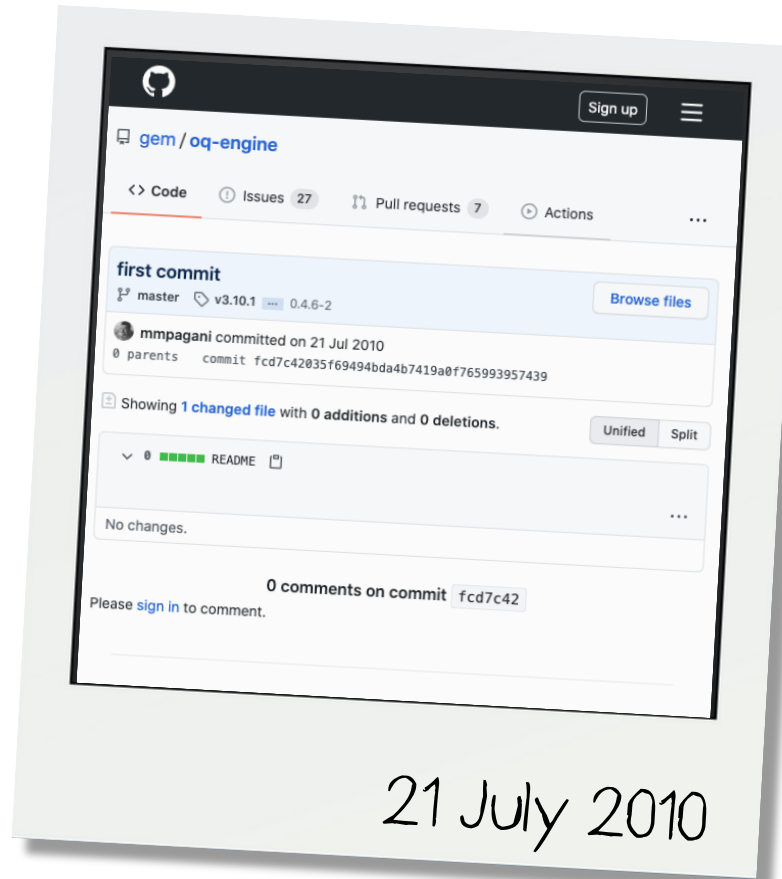 Sign up
gem / oq-engine
<> Code Issues 27 Pull requests 7 Actions ...
first commit
Browse files
master v3.10.1 ... 0.4.6-2
mmpagani committed on 21 Jul 2010
0 parents commit fcd7c42035f69494bda4b7419a0f765993957439
Showing 1 changed file with 0 additions and 0 deletions.
Unified Split
0 README
...
No changes.
0 comments on commit fcd7c42
Please sign in to comment.
21 July 2010